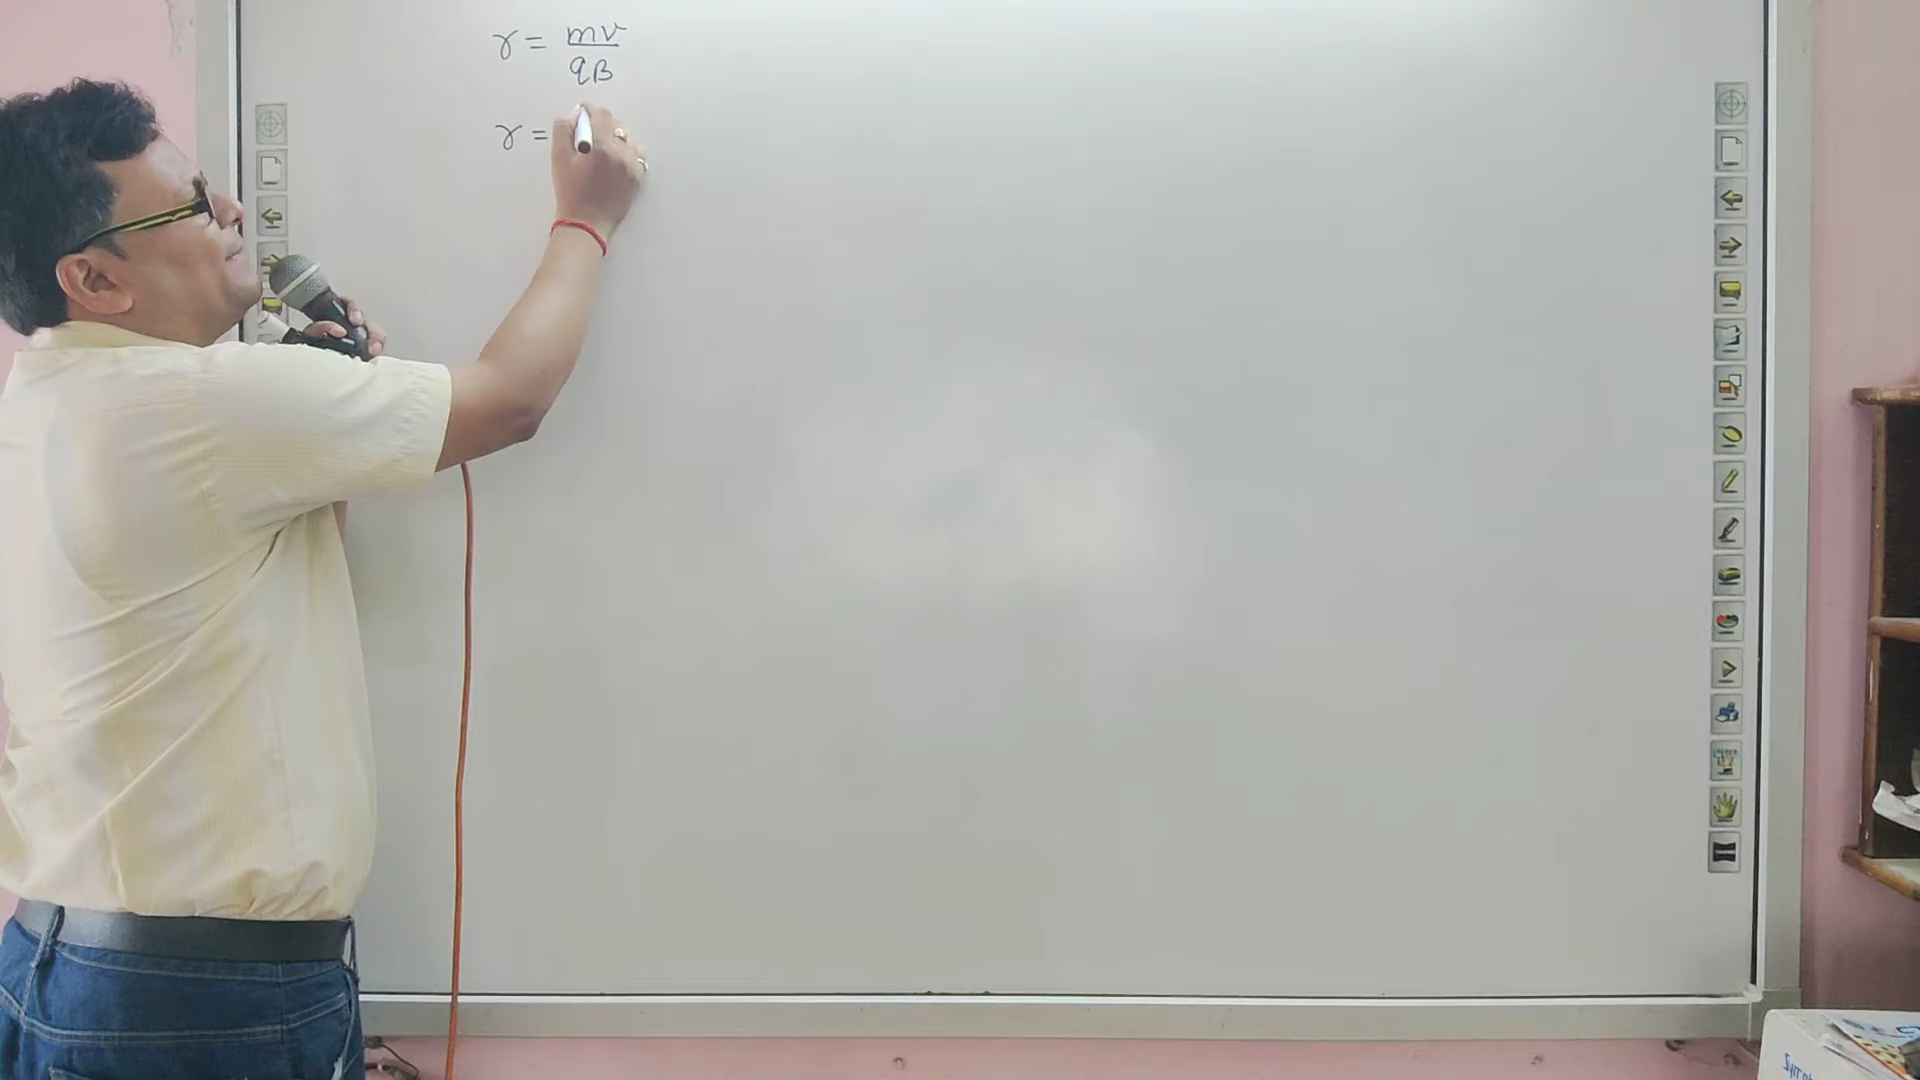 r = mv/qB
r =